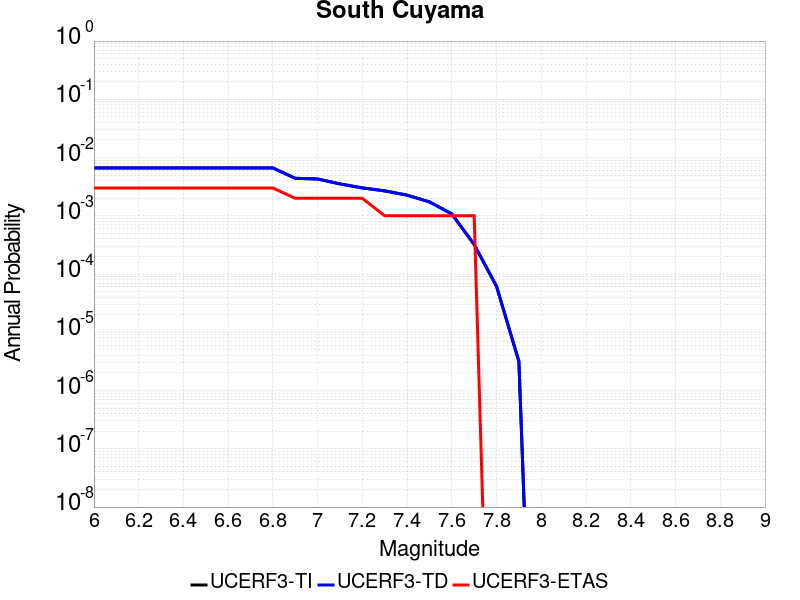 South Cuyama
10^0
10^-1
10^-2
10^-3
10^-4
10^-5
10^-6
10^-7
10^-8
Annual Probability
6 6.2 6.4 6.6 6.8 7 7.2 7.4 7.6 7.8 8 8.2 8.4 8.6 8.8 9
Magnitude
UCERF3-TI UCERF3-TD UCERF3-ETAS